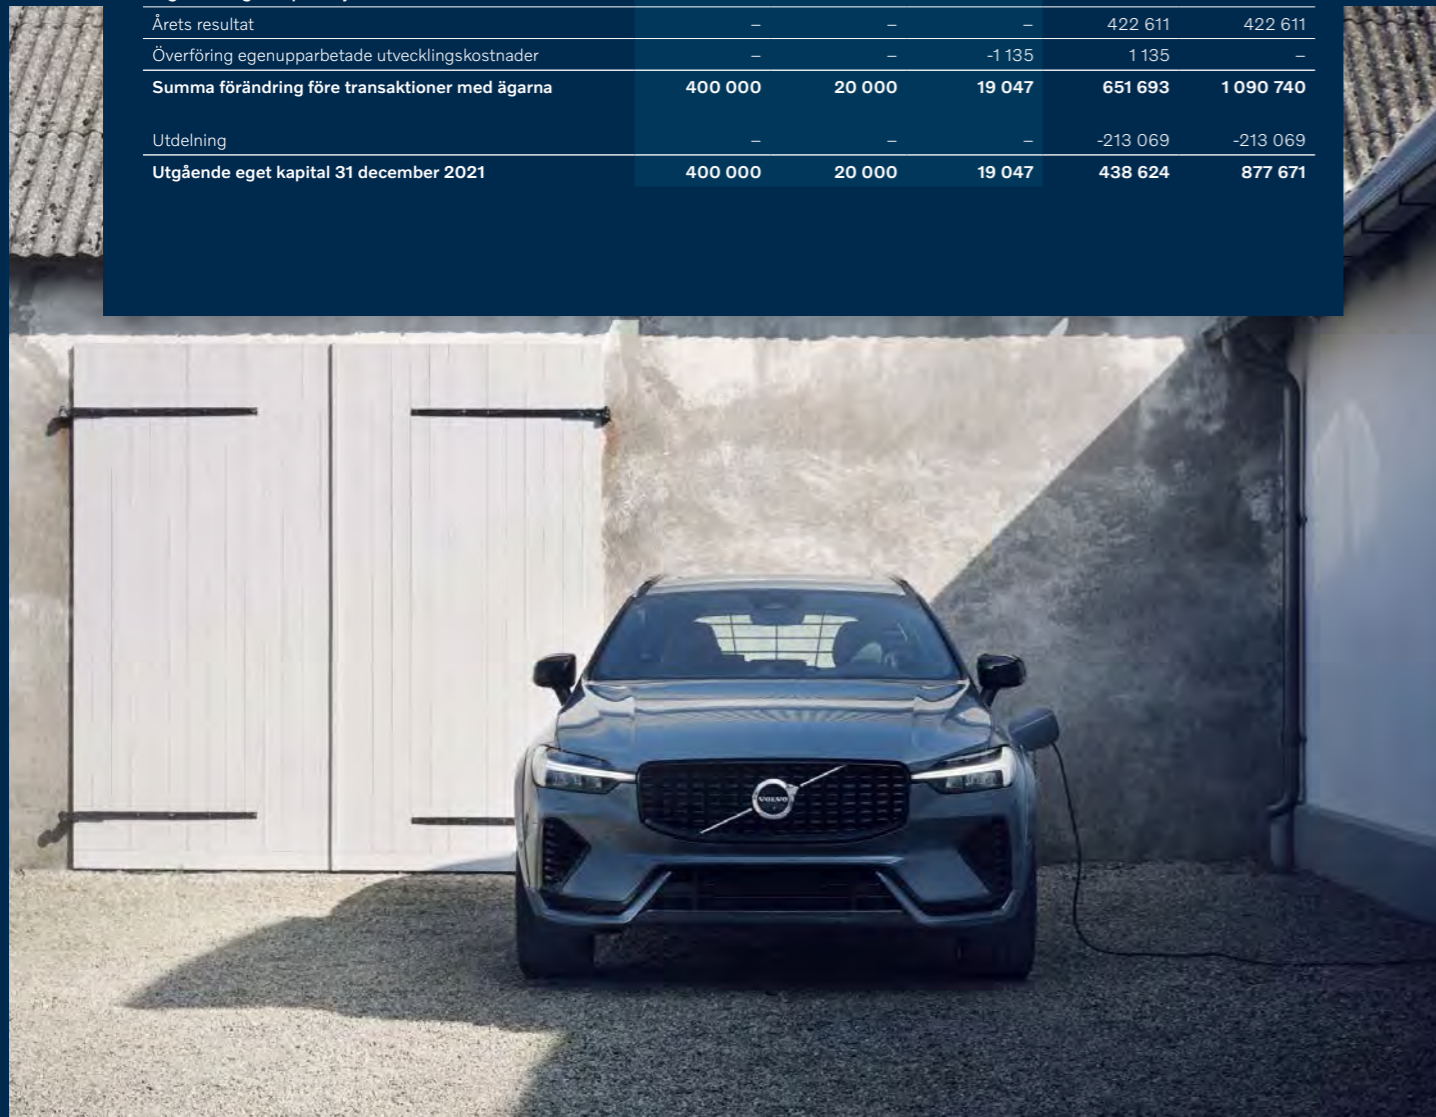 Årets resultat – – – 422 611 422 611
Överföring egenupparbetade utvecklingskostnader – – -1 135 1 135 –
Summa förändring före transaktioner med ägarna 400 000 20 000 19 047 651 693 1 090 740
Utdelning – – – -213 069 -213 069
Utgående eget kapital 31 december 2021 400 000 20 000 19 047 438 624 877 671
VOLVO